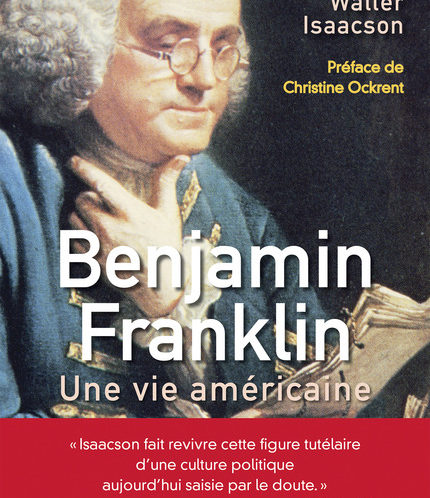 Walter
Isaacson
Préface de
Christine Ockrent
Benjamin
Franklin
Une vie américaine
« Isaacson fait revivre cette figure tutélaire
d’une culture politique
aujourd’hui saisie par le doute. »